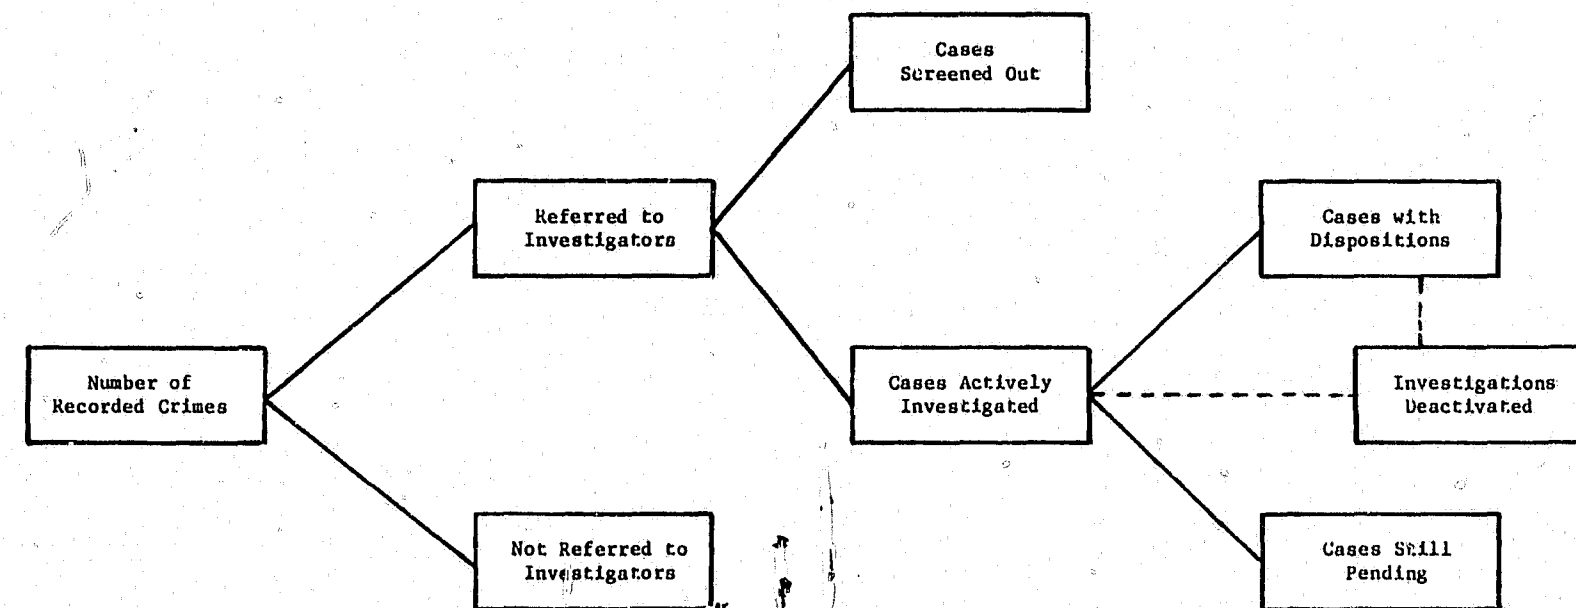 Cases
Screened Out
Referred to
Investigators
Cases with
Dispositions
Number of
Recorded Crimes
Cases Actively
Investigated
Investigations
Deactivated
Not Referred to
Investigators
Cases Still
Pending